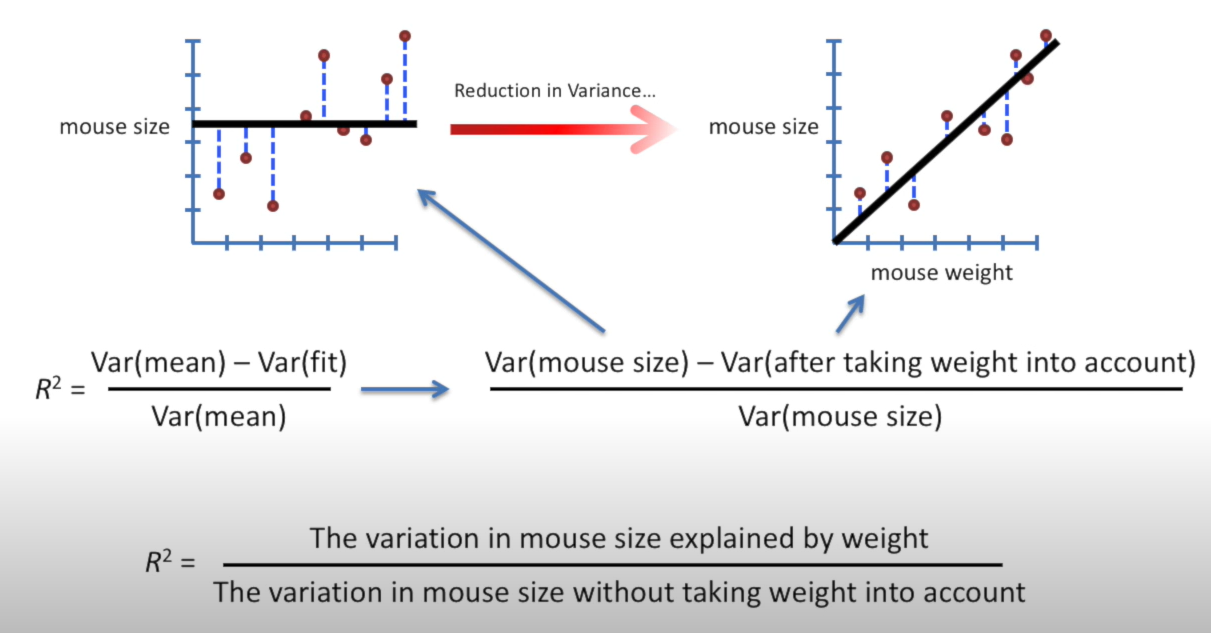 Reduction in Variance...
mouse size
mouse size
mouse weight
R² = Var(mean) – Var(fit)
Var(mean)
Var(mouse size) – Var(after taking weight into account)
Var(mouse size)
R² = The variation in mouse size explained by weight
The variation in mouse size without taking weight into account